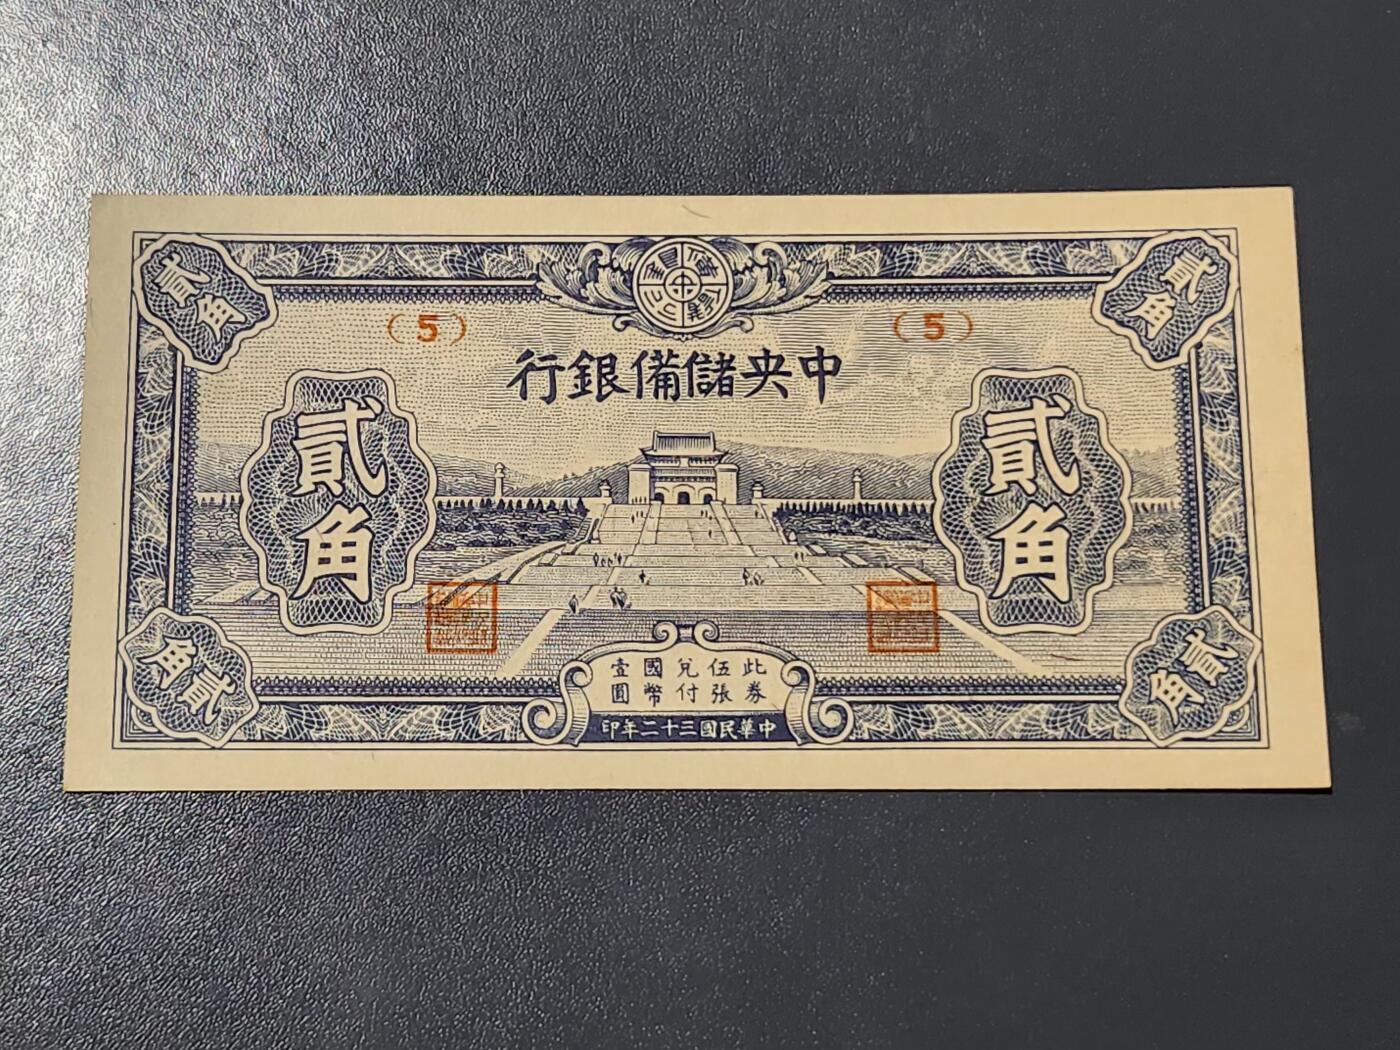 貳角
貳角
（5）
（5）
中央儲備銀行
貳角
貳角
此券伍張兌付國幣壹圓
中華民國三十二年印
貳角
貳角